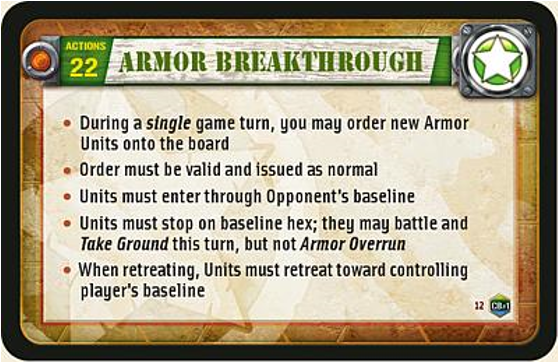 ACTIONS
22
ARMOR BREAKTHROUGH
• During a single game turn, you may order new Armor
Units onto the board
• Order must be valid and issued as normal
• Units must enter through Opponent's baseline
• Units must stop on baseline hex; they may battle and
Take Ground this turn, but not Armor Overrun
• When retreating, Units must retreat toward controlling
player's baseline
12
CB#1